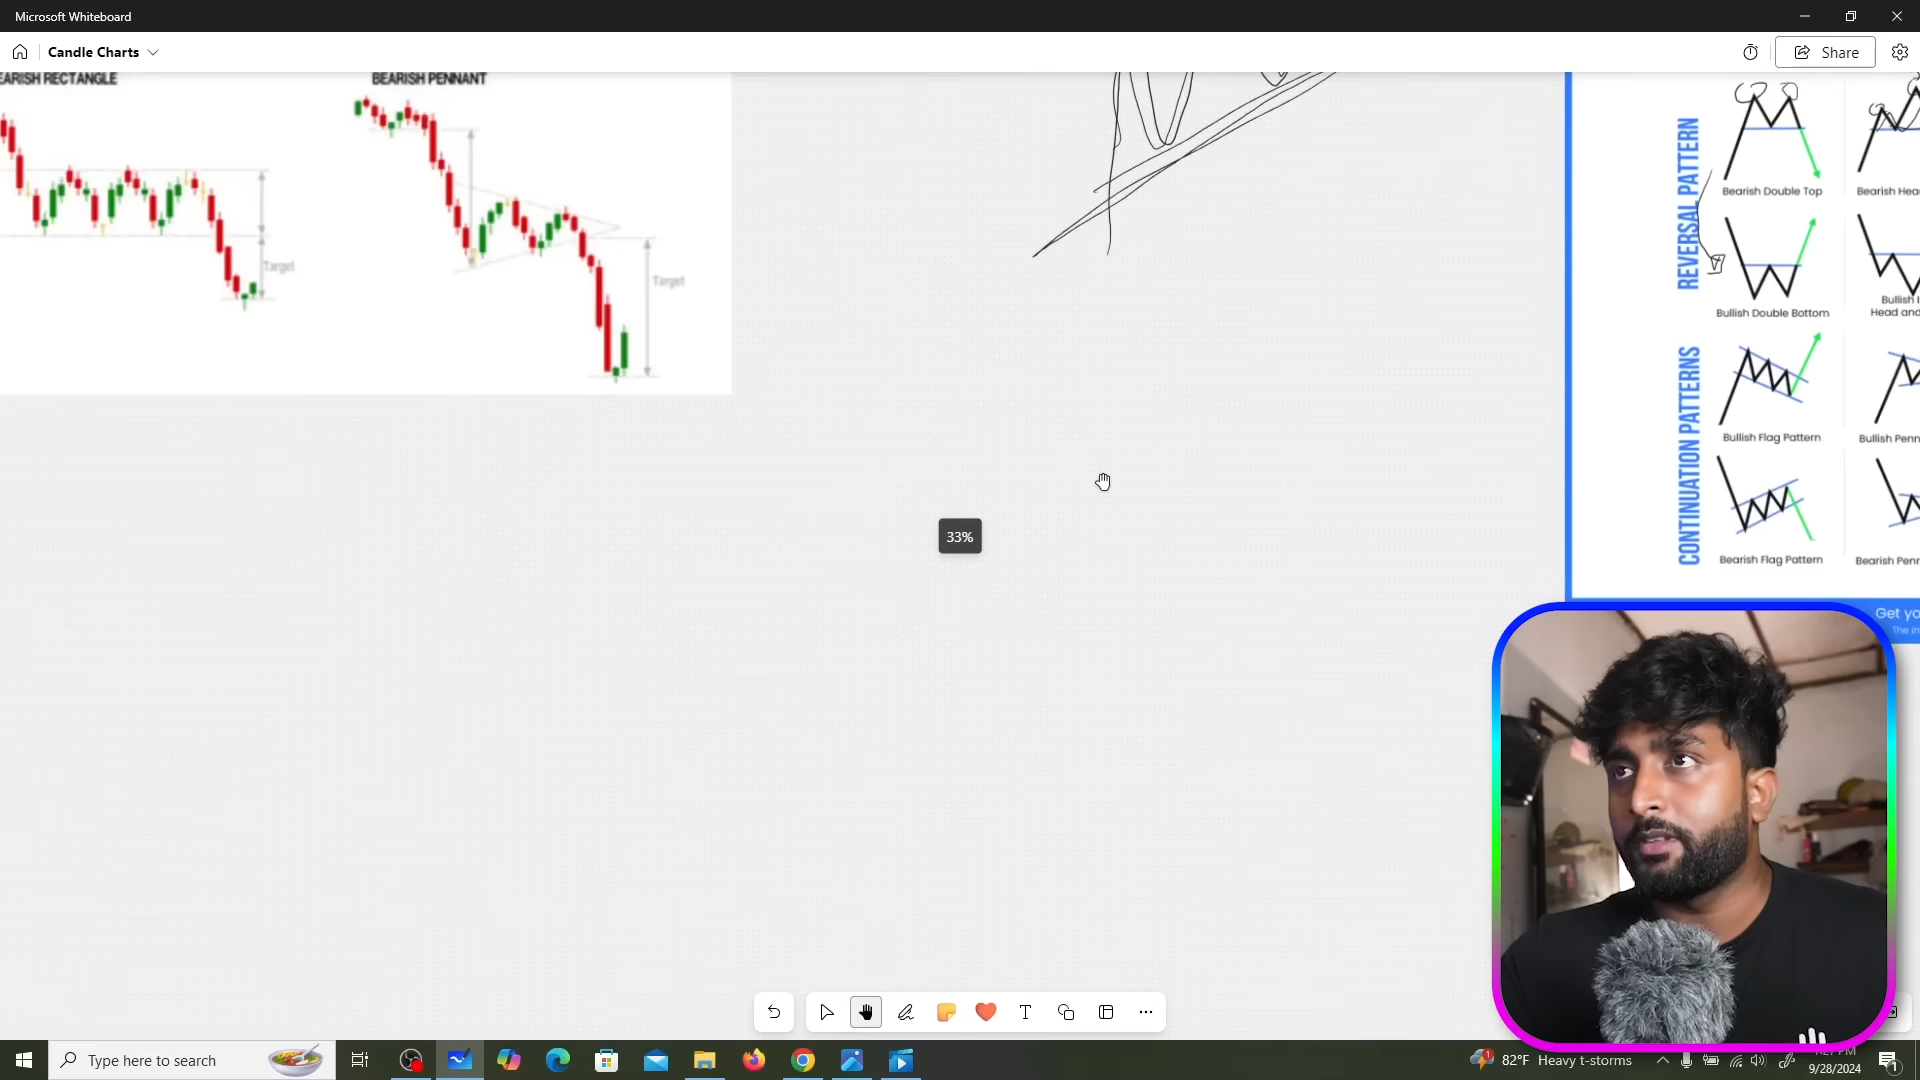 Microsoft Whiteboard
Candle Charts
Share
EARISH RECTANGLE
BEARISH PENNANT
Target
Target
REVERSAL PATTERN
Bearish Double Top
Bearish Hea
Bullish Double Bottom
Bullish I
Head and
CONTINUATION PATTERNS
Bullish Flag Pattern
Bullish Penn
Bearish Flag Pattern
Bearish Penn
33%
Get yo
The in
Type here to search
82°F Heavy t-storms
9/28/2024